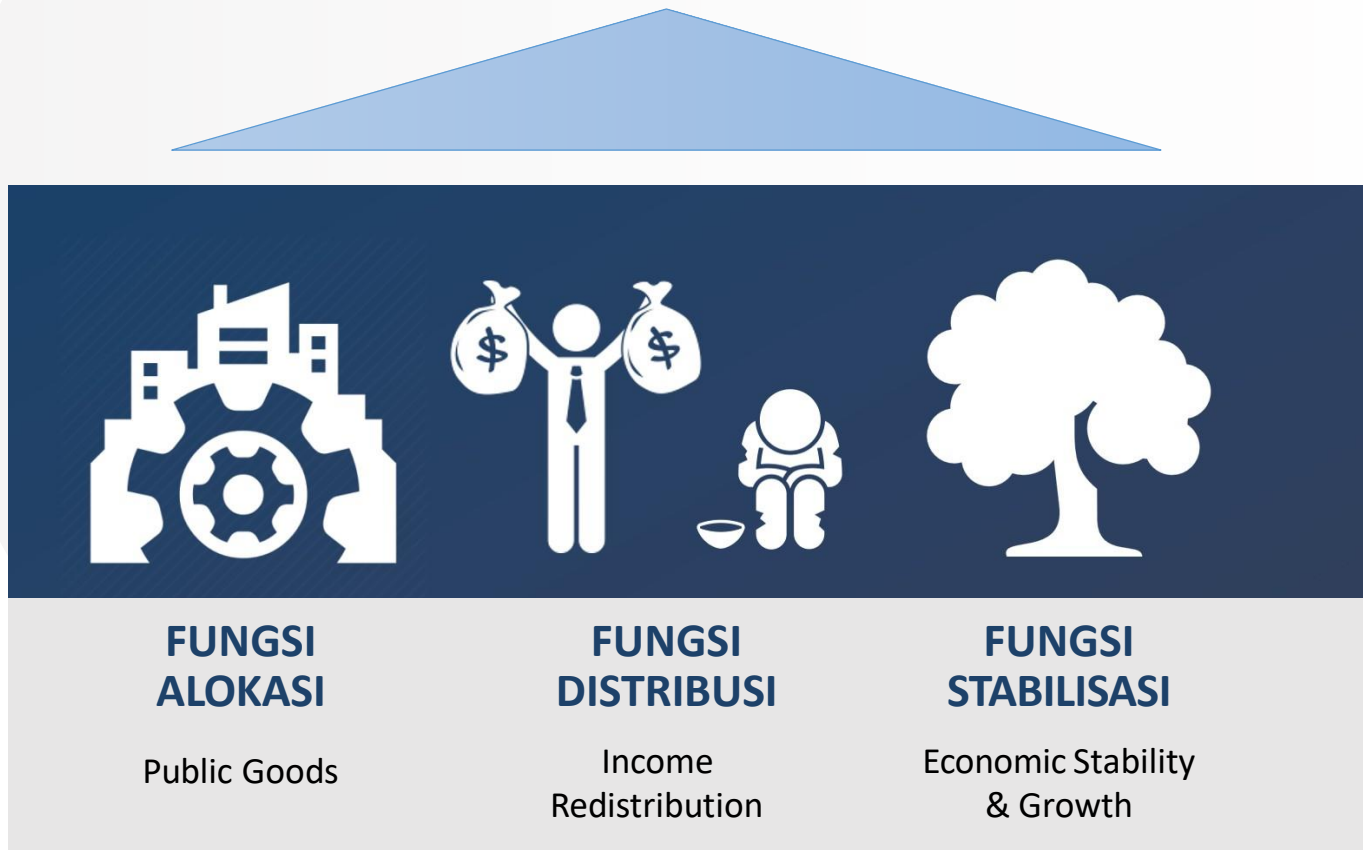 $
$
FUNGSI
ALOKASI
Public Goods
FUNGSI
DISTRIBUSI
Income
Redistribution
FUNGSI
STABILISASI
Economic Stability
& Growth